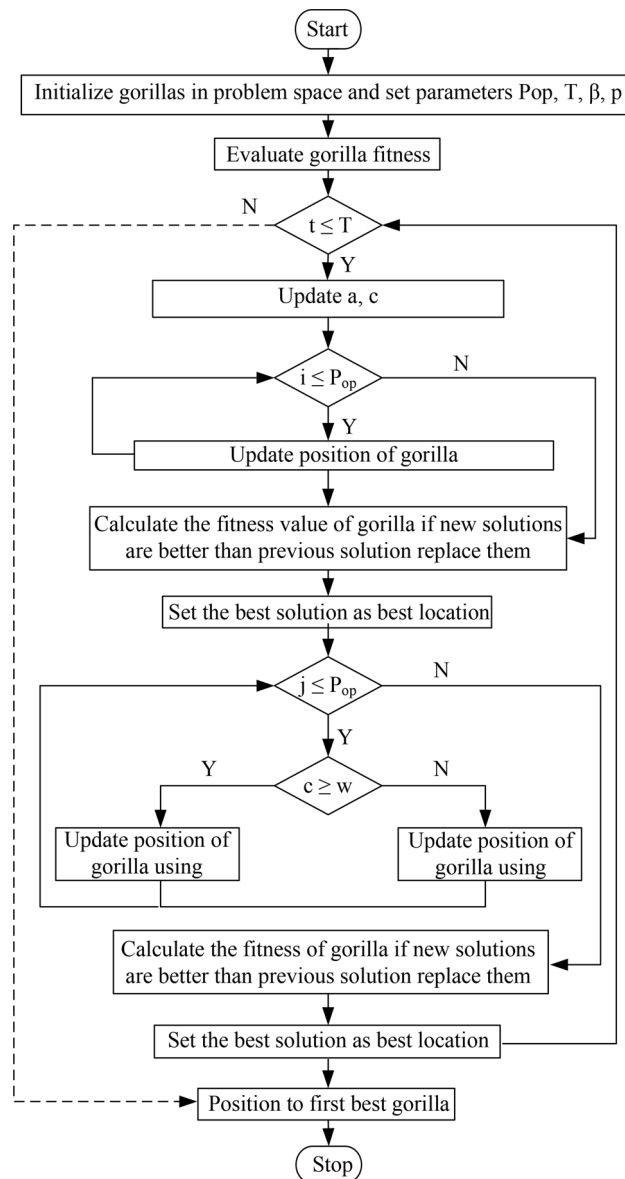 Start
Initialize gorillas in problem space and set parameters Pop, T, β, p
Evaluate gorilla fitness
N
t ≤ T
Y
Update a, c
i ≤ Pop
N
Y
Update position of gorilla
Calculate the fitness value of gorilla if new solutions
are better than previous solution replace them
Set the best solution as best location
j ≤ Pop
N
Y
Y
c ≥ w
N
Update position of
gorilla using
Update position of
gorilla using
Calculate the fitness of gorilla if new solutions
are better than previous solution replace them
Set the best solution as best location
Position to first best gorilla
Stop